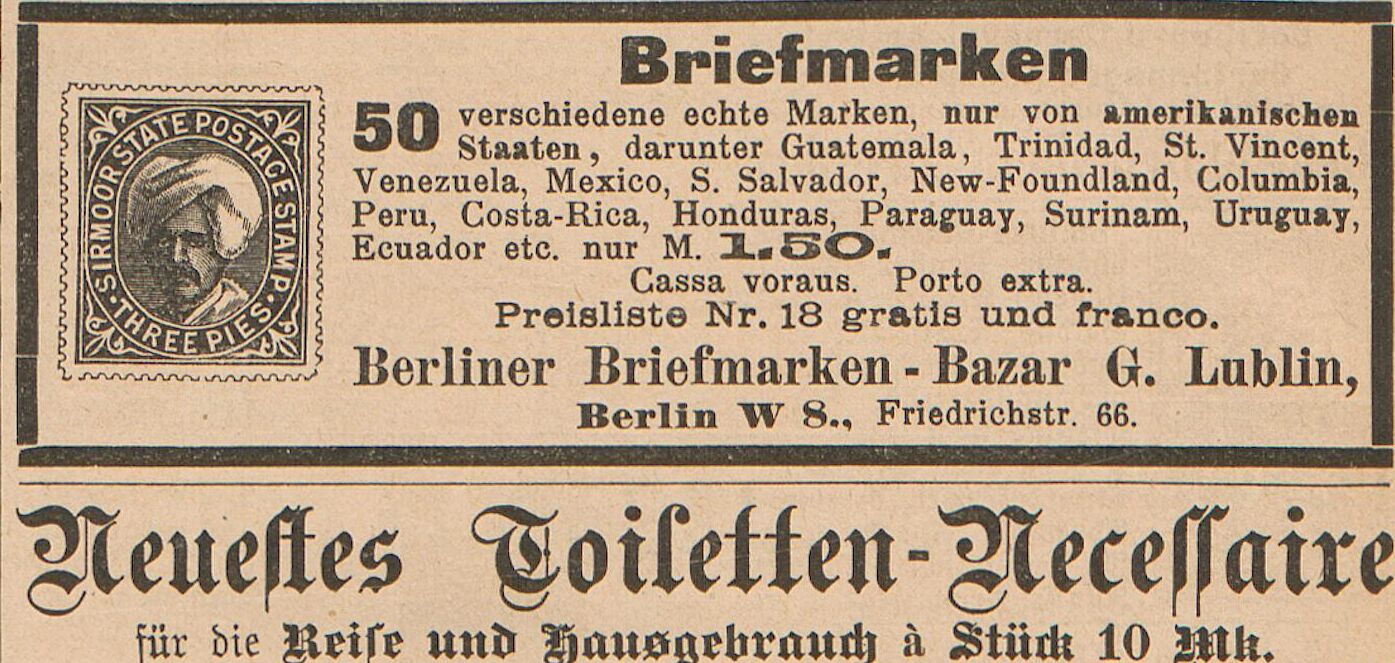 SIRMOOR STATE POSTAGE STAMP.
THREE PIES
Briefmarken
50 verschiedene echte Marken, nur von amerikanischen
Staaten, darunter Guatemala, Trinidad, St. Vincent,
Venezuela, Mexico, S. Salvador, New-Foundland, Columbia,
Peru, Costa-Rica, Honduras, Paraguay, Surinam, Uruguay,
Ecuador etc. nur M. 1.50.
Cassa voraus. Porto extra.
Preisliste Nr. 18 gratis und franco.
Berliner Briefmarken-Bazar G. Lublin,
Berlin W 8., Friedrichstr. 66.
Neueſtes Toiletten-Neceſſaire
für die Reiſe und Hausgebrauch à Stück 10 Mk.